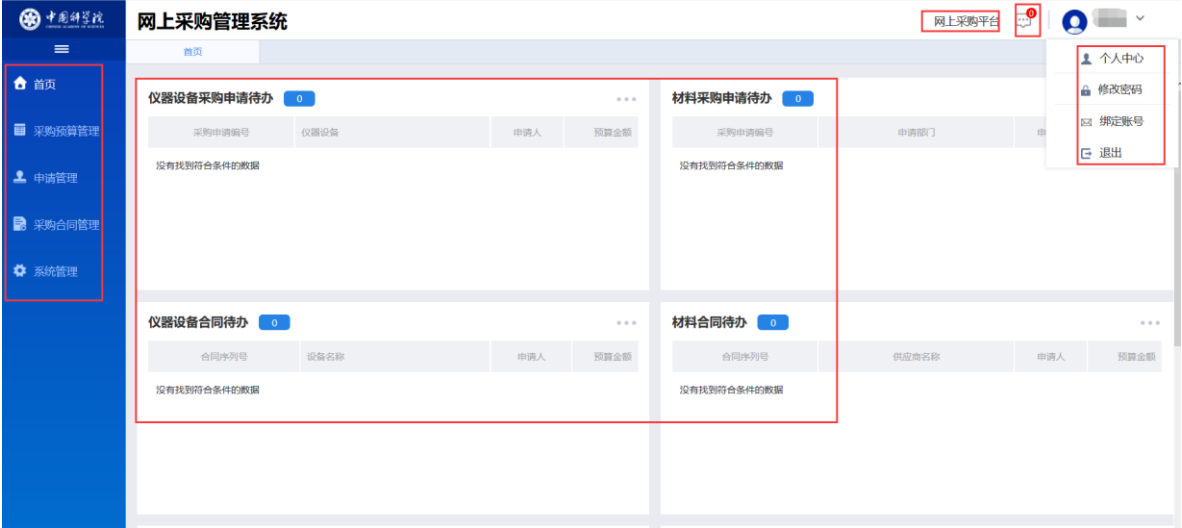 中国科学院
网上采购管理系统
网上采购平台
0
首页
个人中心
修改密码
绑定账号
退出
首页
采购预算管理
申请管理
采购合同管理
系统管理
仪器设备采购申请待办 0
采购申请编号 仪器设备 申请人 预算金额
没有找到符合条件的数据
材料采购申请待办 0
采购申请编号 申请部门 申
没有找到符合条件的数据
仪器设备合同待办 0
合同序列号 设备名称 申请人 预算金额
没有找到符合条件的数据
材料合同待办 0
合同序列号 供应商名称 申请人 预算金额
没有找到符合条件的数据